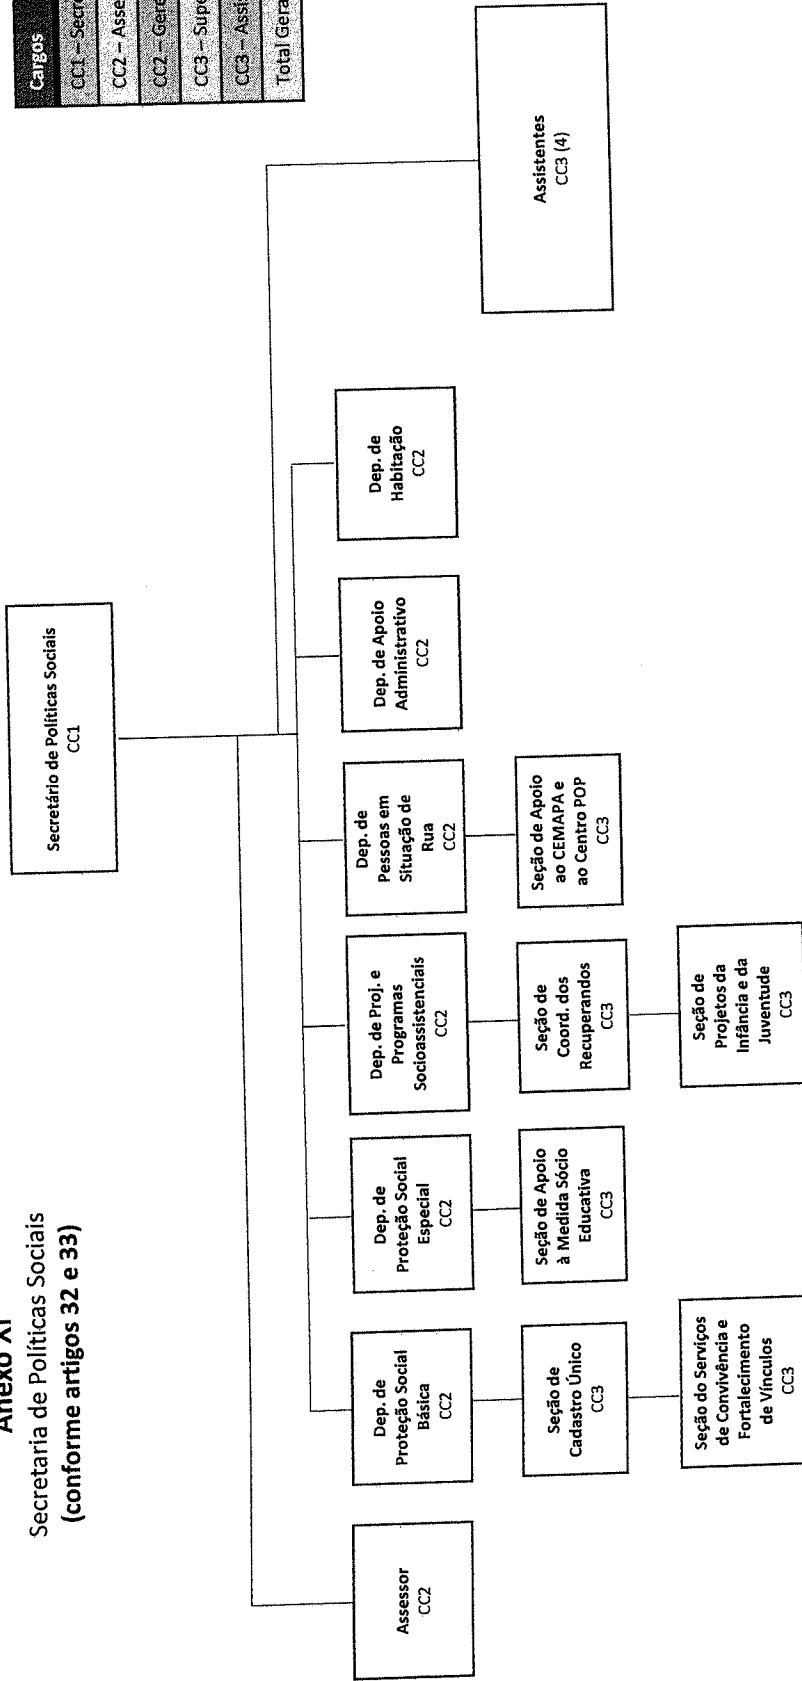 Secretaria de Políticas Sociais
(conforme artigos 32 e 33)
Cargos
CC1 –
CC2 –
CC2 –
CC3 –
CC3 –
Total
Secretário de Políticas Sociais
CC1
Assessor
CC2
Dep. de
Proteção Social
Básica
CC2
Dep. de
Proteção Social
Especial
CC2
Dep. de Proj. e
Programas
Socioassistenciais
CC2
Dep. de
Pessoas em
Situação de
Rua
CC2
Dep. de Apoio
Administrativo
CC2
Dep. de
Habitação
CC2
Assistentes
CC3 (4)
Seção de
Cadastro Único
CC3
Seção de Apoio
à Medida Sócio
Educativa
CC3
Seção de
Coord. dos
Recuperandos
CC3
Seção de Apoio
ao CEMAPA e
ao Centro POP
CC3
Seção do Serviços
de Convivência e
Fortalecimento
de Vínculos
CC3
Seção de
Projetos da
Infância e da
Juventude
CC3